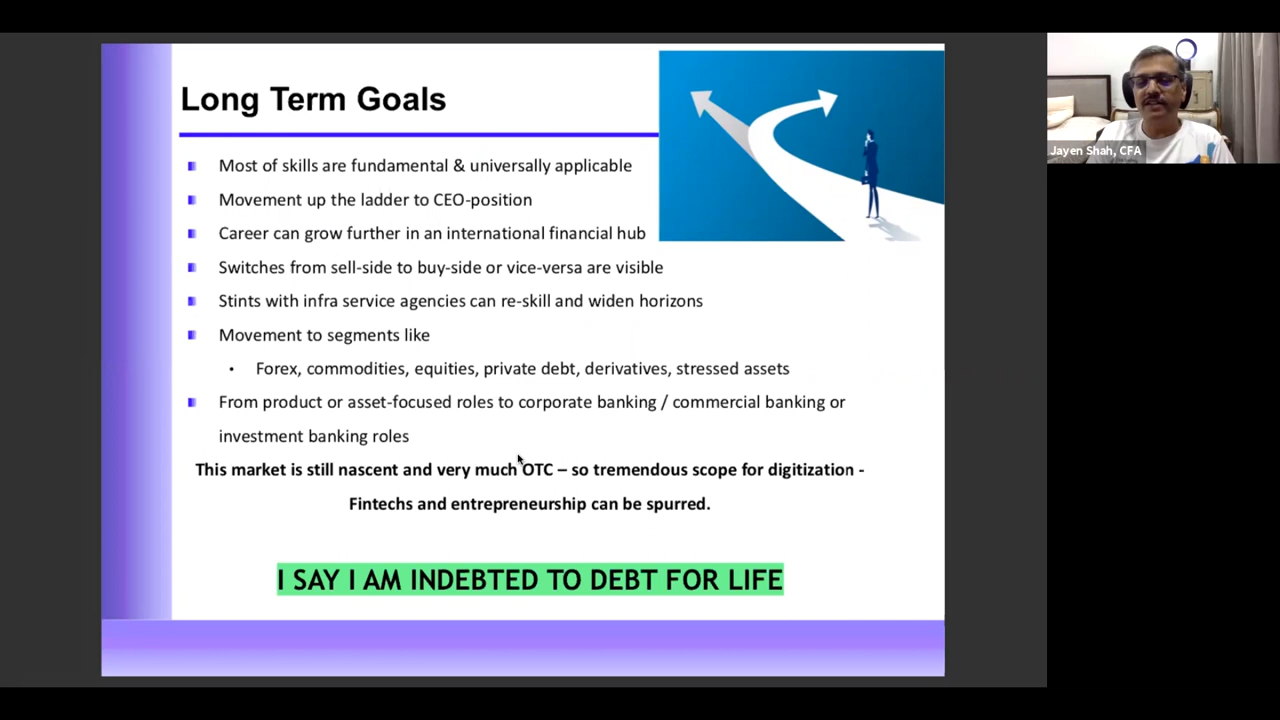 Long Term Goals
Most of skills are fundamental & universally applicable
Movement up the ladder to CEO-position
Career can grow further in an international financial hub
Switches from sell-side to buy-side or vice-versa are visible
Stints with infra service agencies can re-skill and widen horizons
Movement to segments like
Forex, commodities, equities, private debt, derivatives, stressed assets
From product or asset-focused roles to corporate banking / commercial banking or
investment banking roles
This market is still nascent and very much OTC – so tremendous scope for digitization -
Fintechs and entrepreneurship can be spurred.
I SAY I AM INDEBTED TO DEBT FOR LIFE
Jayen Shah, CFA